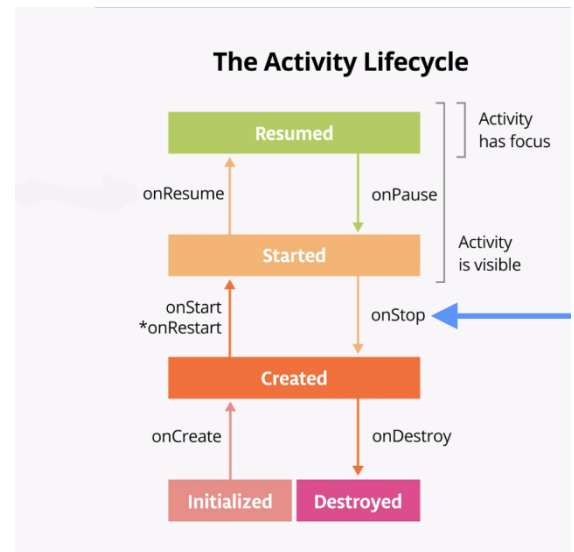 The Activity Lifecycle
Resumed
Activity
has focus
onResume
onPause
Started
Activity
is visible
onStart
*onRestart
onStop
Created
onCreate
onDestroy
Initialized
Destroyed